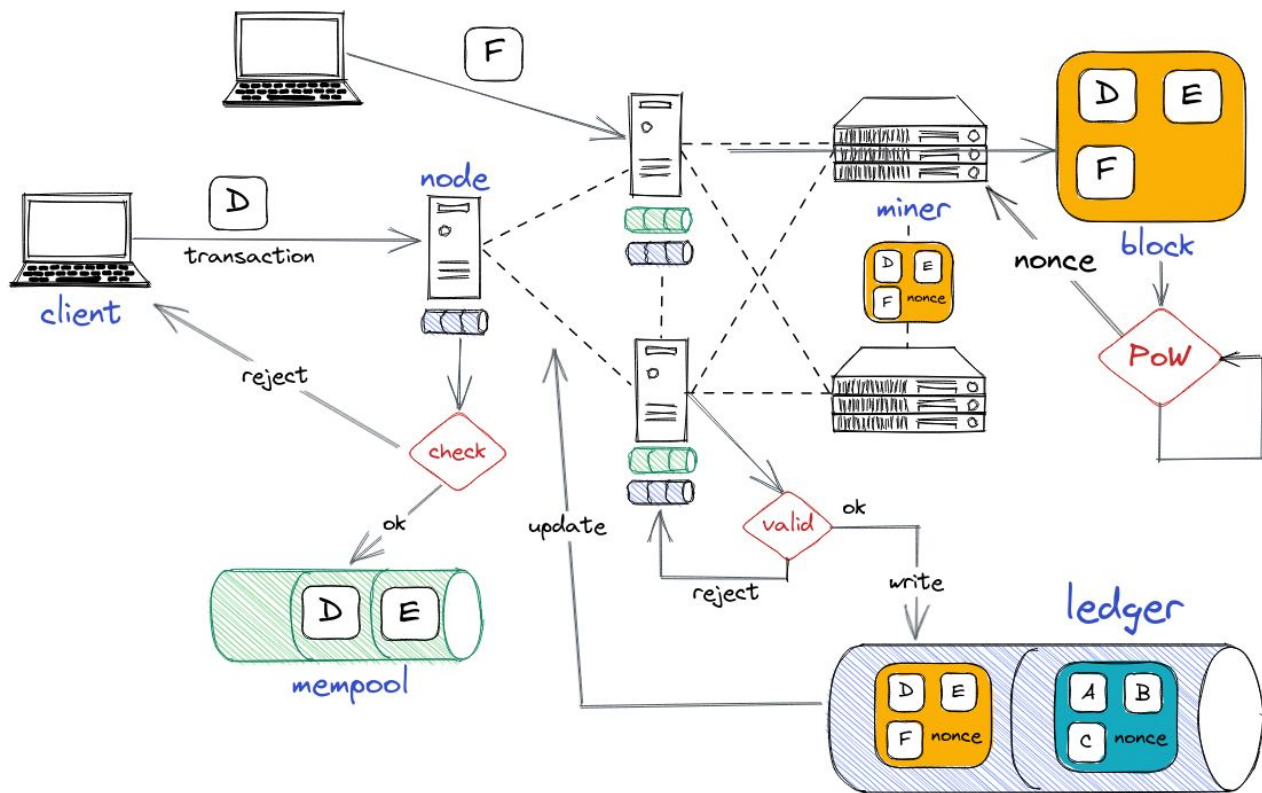 F
D
E
F
node
D
transaction
client
miner
block
nonce
D
E
F
nonce
PoW
reject
check
ok
valid
ok
update
reject
write
D
E
mempool
ledger
D
E
F
nonce
A
B
C
nonce